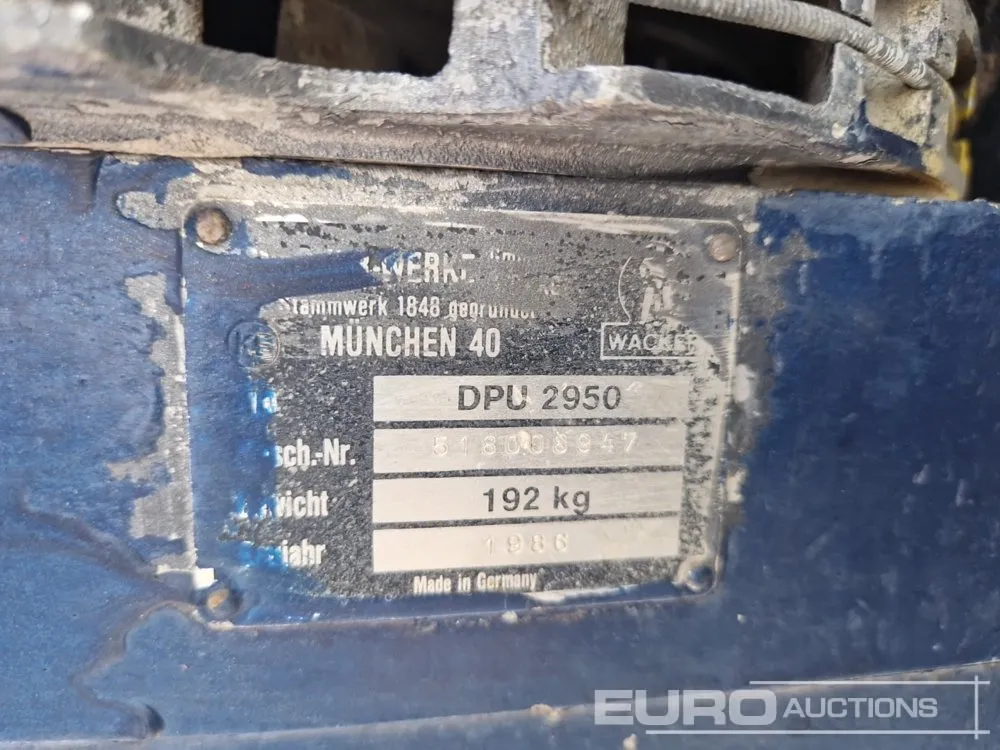 -WERKE
Stammwerk 1848 gegründet
MÜNCHEN 40
WACKER
DPU 2950
sch.-Nr.
wicht
192 kg
jahr
1986
Made in Germany
EURO AUCTIONS